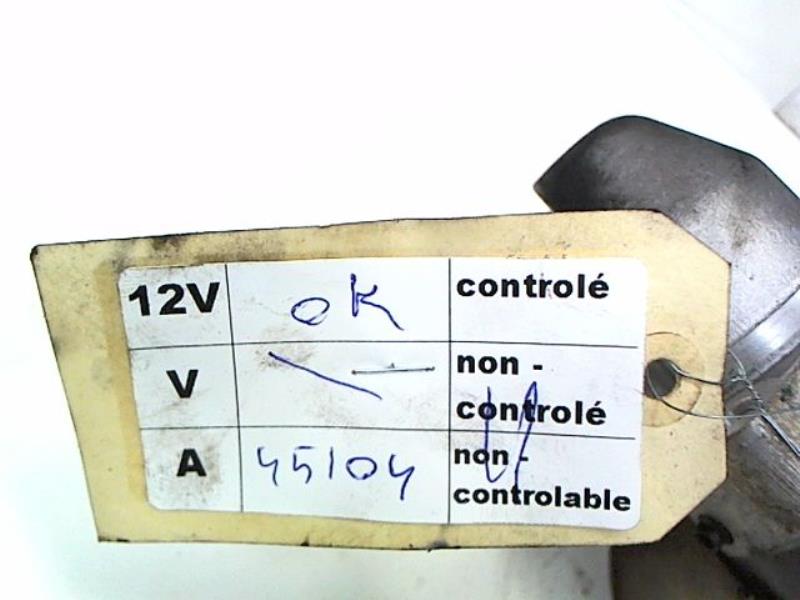 12V OK controlé
V non -
controlé
A 45104 non -
controlable